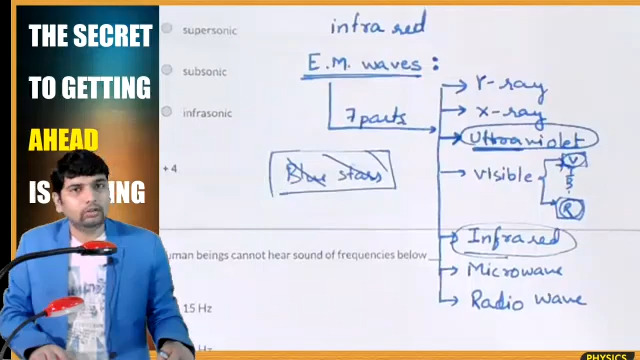 THE SECRET
TO GETTING
AHEAD
IS
ING
supersonic
subsonic
infrasonic
+ 4
uman beings cannot hear sound of frequencies below
15 Hz
Hz
infra red
E.M. waves :
7 parts
Blue stars
γ-ray
X-ray
Ultraviolet
visible
V
I
B
R
Infrared
Microwave
Radio wave
PHYSICS